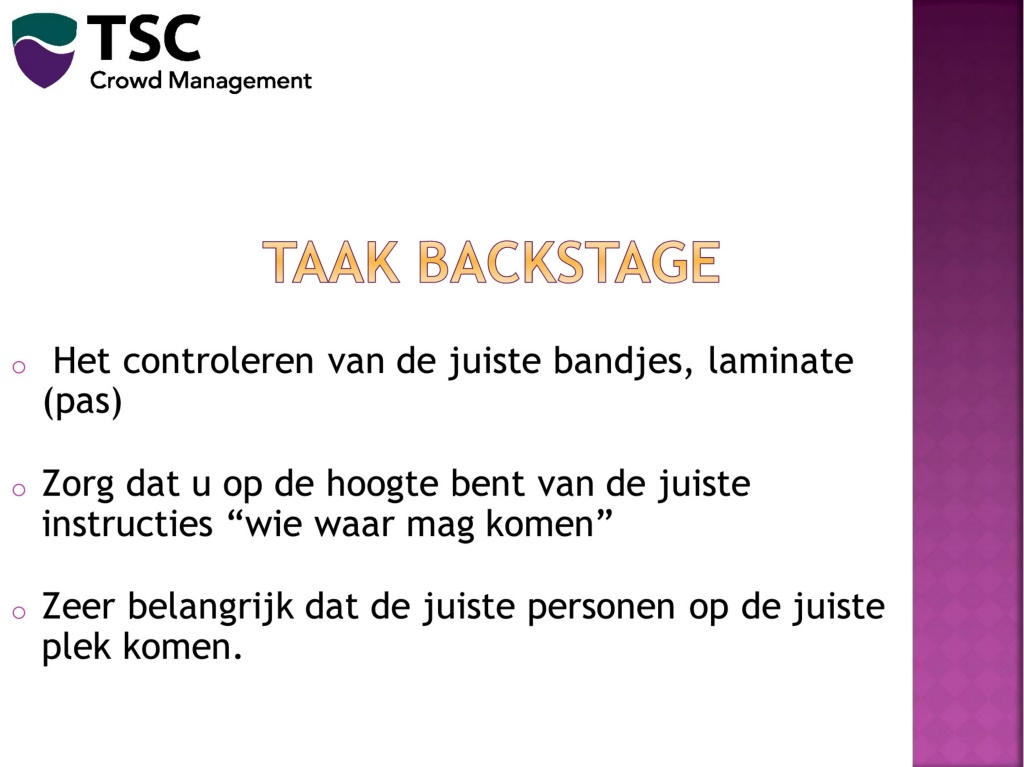 TSC
Crowd Management
TAAK BACKSTAGE
o Het controleren van de juiste bandjes, laminate
(pas)
o Zorg dat u op de hoogte bent van de juiste
instructies “wie waar mag komen”
o Zeer belangrijk dat de juiste personen op de juiste
plek komen.